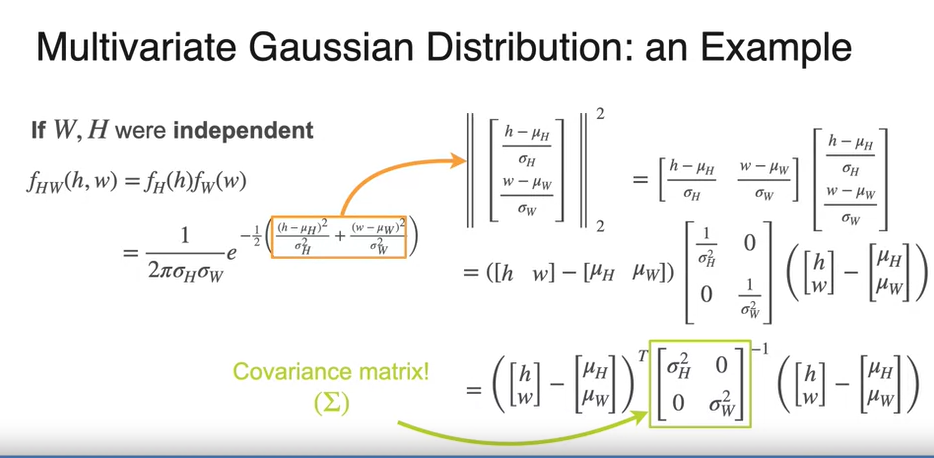 Multivariate Gaussian Distribution: an Example
If W, H were independent
f_{HW}(h, w) = f_H(h)f_W(w)
= \frac{1}{2\pi\sigma_H\sigma_W} e^{-\frac{1}{2}\left(\frac{(h-\mu_H)^2}{\sigma_H^2} + \frac{(w-\mu_W)^2}{\sigma_W^2}\right)}
\left\| \begin{bmatrix} \frac{h-\mu_H}{\sigma_H} \\ \frac{w-\mu_W}{\sigma_W} \end{bmatrix} \right\|_2^2 = \begin{bmatrix} \frac{h-\mu_H}{\sigma_H} & \frac{w-\mu_W}{\sigma_W} \end{bmatrix} \begin{bmatrix} \frac{h-\mu_H}{\sigma_H} \\ \frac{w-\mu_W}{\sigma_W} \end{bmatrix}
= ([h \; w] - [\mu_H \; \mu_W]) \begin{bmatrix} \frac{1}{\sigma_H^2} & 0 \\ 0 & \frac{1}{\sigma_W^2} \end{bmatrix} \left( \begin{bmatrix} h \\ w \end{bmatrix} - \begin{bmatrix} \mu_H \\ \mu_W \end{bmatrix} \right)
Covariance matrix!
(Σ)
= \left( \begin{bmatrix} h \\ w \end{bmatrix} - \begin{bmatrix} \mu_H \\ \mu_W \end{bmatrix} \right)^T \begin{bmatrix} \sigma_H^2 & 0 \\ 0 & \sigma_W^2 \end{bmatrix}^{-1} \left( \begin{bmatrix} h \\ w \end{bmatrix} - \begin{bmatrix} \mu_H \\ \mu_W \end{bmatrix} \right)